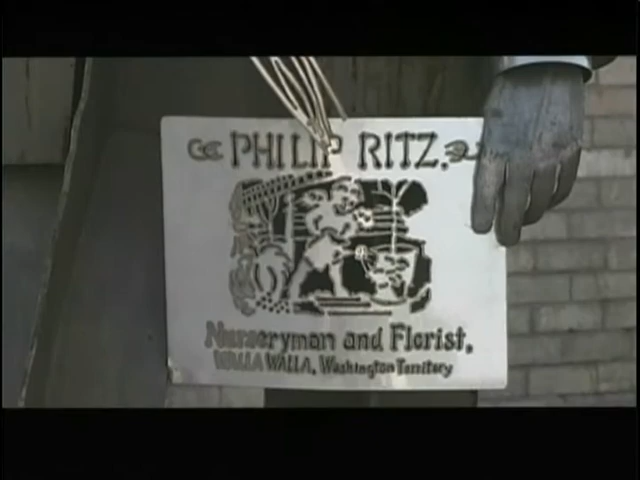 PHILIP RITZ.
Nurseryman and Florist.
WALLA WALLA, Washington Territory